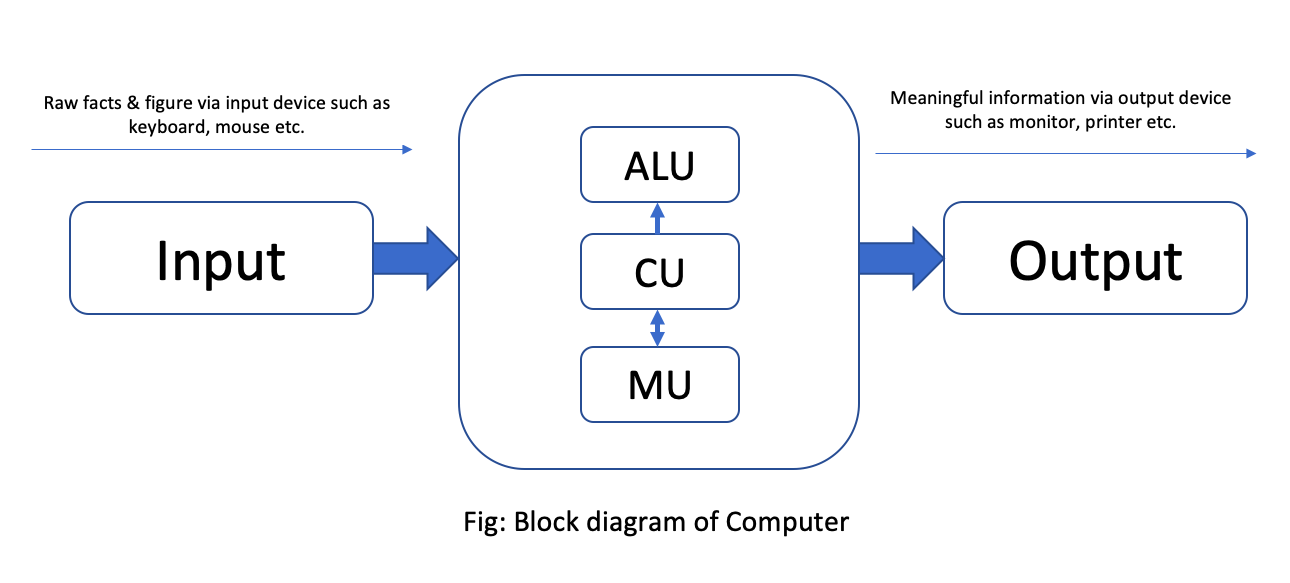 Raw facts & figure via input device such as
keyboard, mouse etc.
Meaningful information via output device
such as monitor, printer etc.
Input
ALU
CU
MU
Output
Fig: Block diagram of Computer